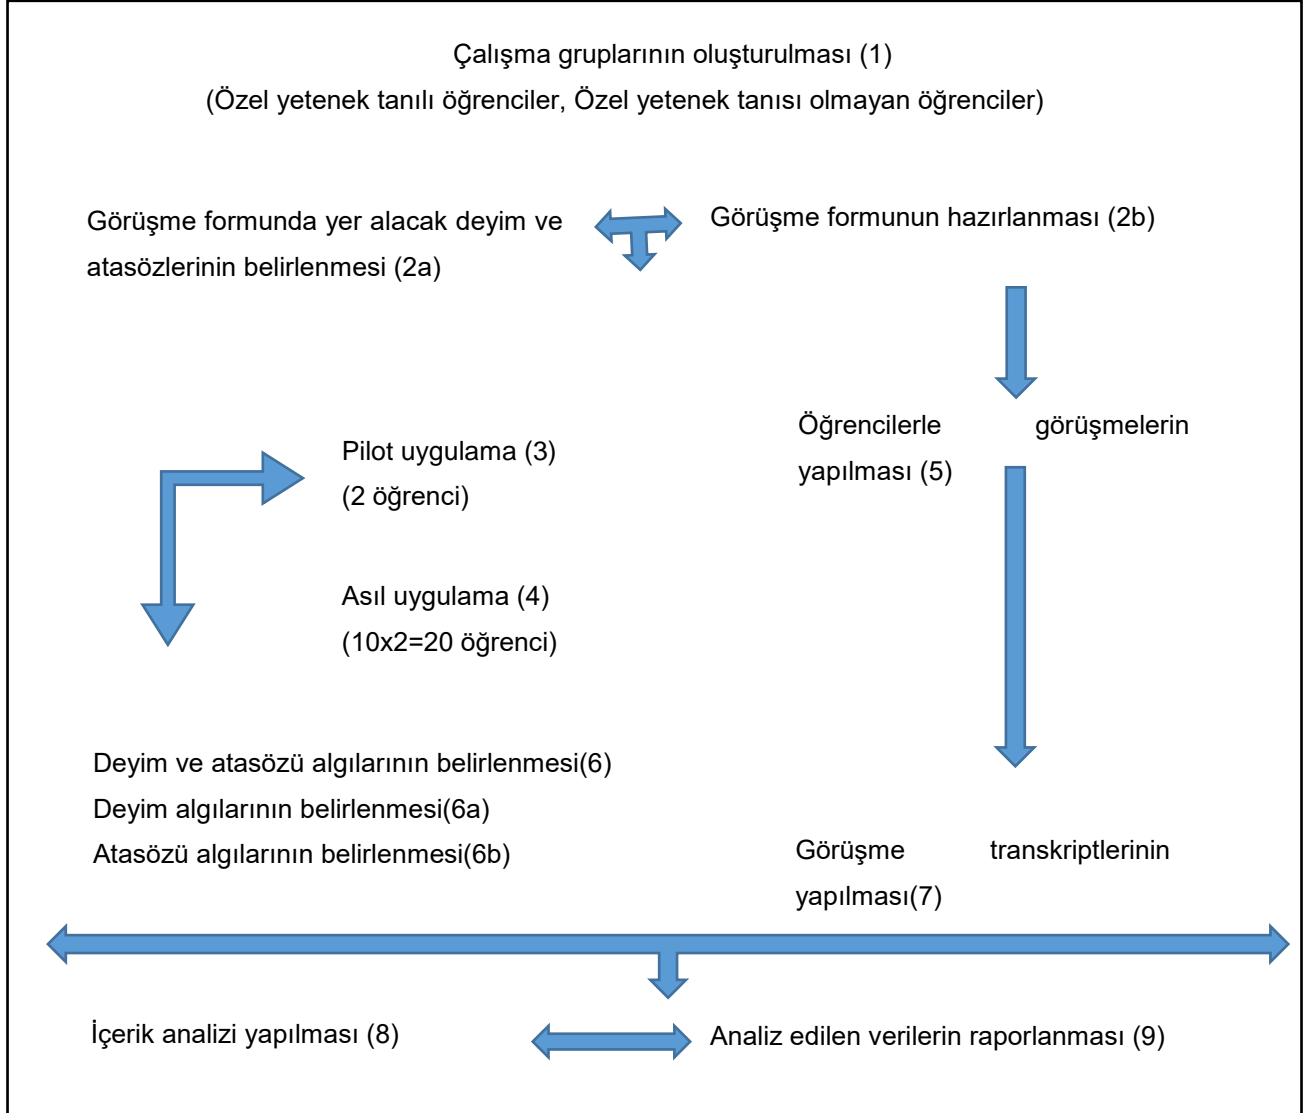 Çalışma gruplarının oluşturulması (1)
(Özel yetenek tanılı öğrenciler, Özel yetenek tanısı olmayan öğrenciler)
Görüşme formunda yer alacak deyim ve
atasözlerinin belirlenmesi (2a)
Görüşme formunun hazırlanması (2b)
Pilot uygulama (3)
(2 öğrenci)
Asıl uygulama (4)
(10x2=20 öğrenci)
Öğrencilerle görüşmelerin
yapılması (5)
Deyim ve atasözü algılarının belirlenmesi(6)
Deyim algılarının belirlenmesi(6a)
Atasözü algılarının belirlenmesi(6b)
Görüşme transkriptlerinin
yapılması(7)
İçerik analizi yapılması (8)
Analiz edilen verilerin raporlanması (9)